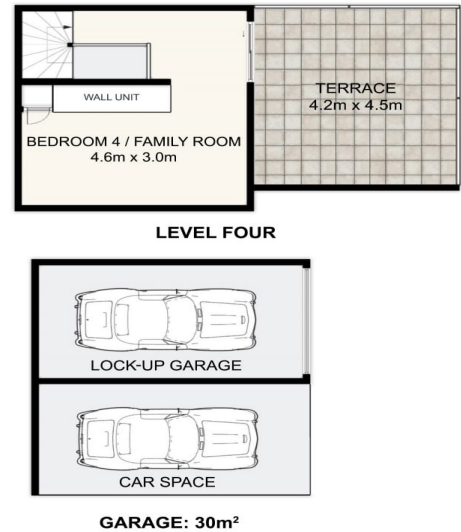 WALL UNIT
BEDROOM 4 / FAMILY ROOM
4.6m x 3.0m
TERRACE
4.2m x 4.5m
LEVEL FOUR
LOCK-UP GARAGE
CAR SPACE
GARAGE: 30m²